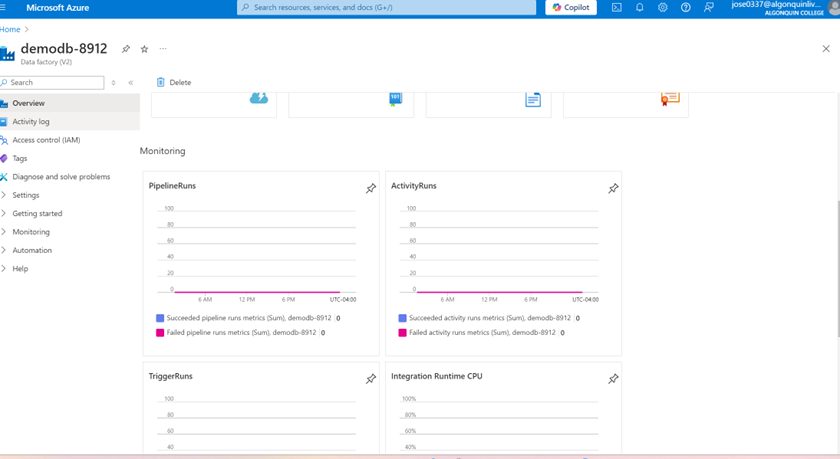 Microsoft Azure
Search resources, services, and docs (G+/)
Copilot
jose0337@algonquinliv...
ALGONQUIN COLLEGE
Home
demodb-8912
Data factory (V2)
Search
Delete
Overview
Activity log
Access control (IAM)
Tags
Diagnose and solve problems
Settings
Getting started
Monitoring
Automation
Help
101
Monitoring
PipelineRuns
100
80
60
40
20
0
6 AM 12 PM 6 PM UTC-04:00
Succeeded pipeline runs metrics (Sum), demodb-8912 0
Failed pipeline runs metrics (Sum), demodb-8912 0
ActivityRuns
100
80
60
40
20
0
6 AM 12 PM 6 PM UTC-04:00
Succeeded activity runs metrics (Sum), demodb-8912 0
Failed activity runs metrics (Sum), demodb-8912 0
TriggerRuns
100
80
60
40
Integration Runtime CPU
100%
80%
60%
40%